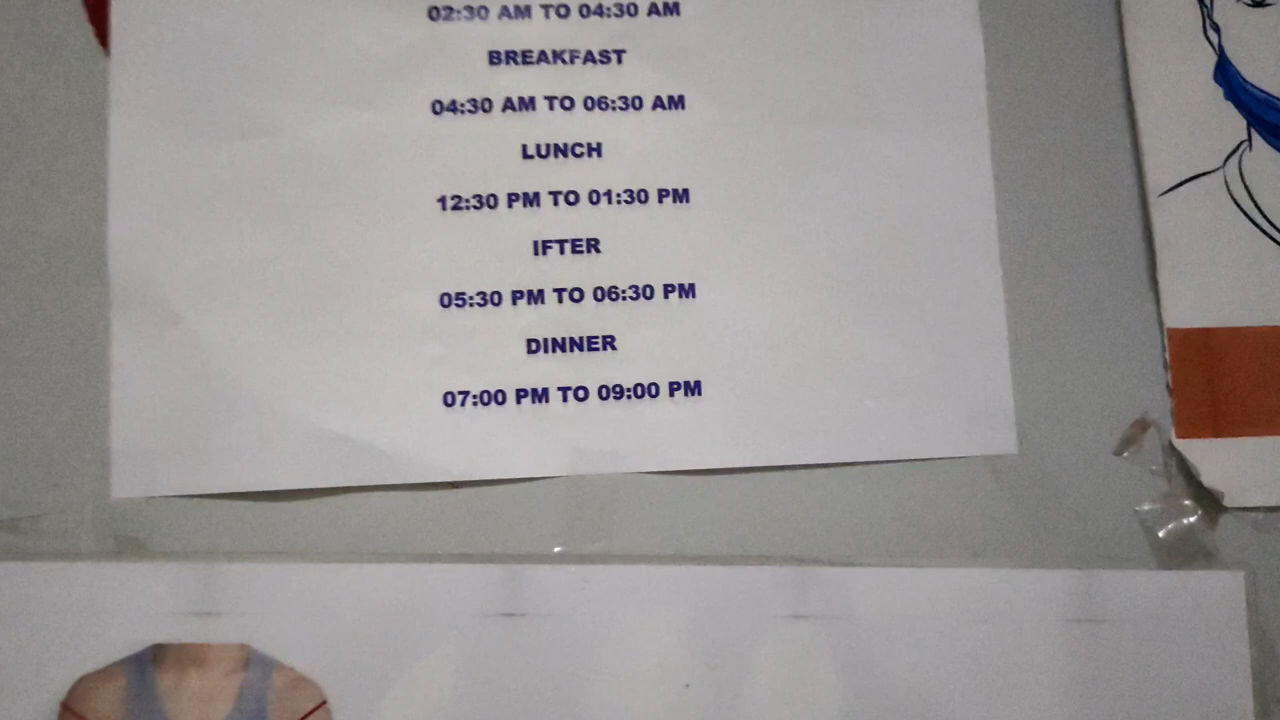 02:30 AM TO 04:30 AM
BREAKFAST
04:30 AM TO 06:30 AM
LUNCH
12:30 PM TO 01:30 PM
IFTER
05:30 PM TO 06:30 PM
DINNER
07:00 PM TO 09:00 PM